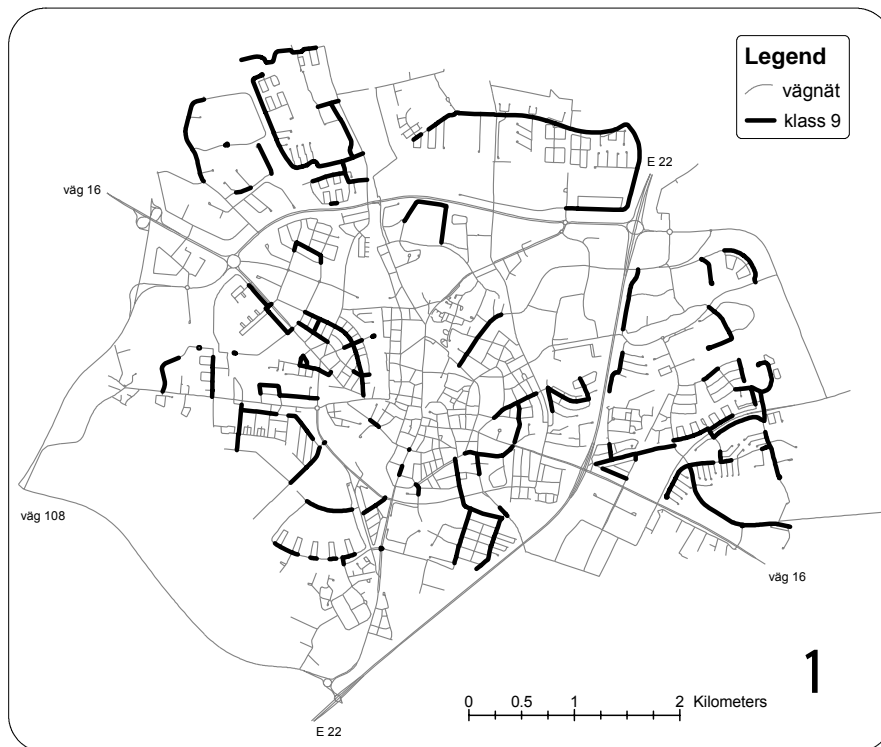 Legend
vägnät
klass 9
E 22
väg 16
väg 108
väg 16
1
0 0.5 1 2 Kilometers
E 22